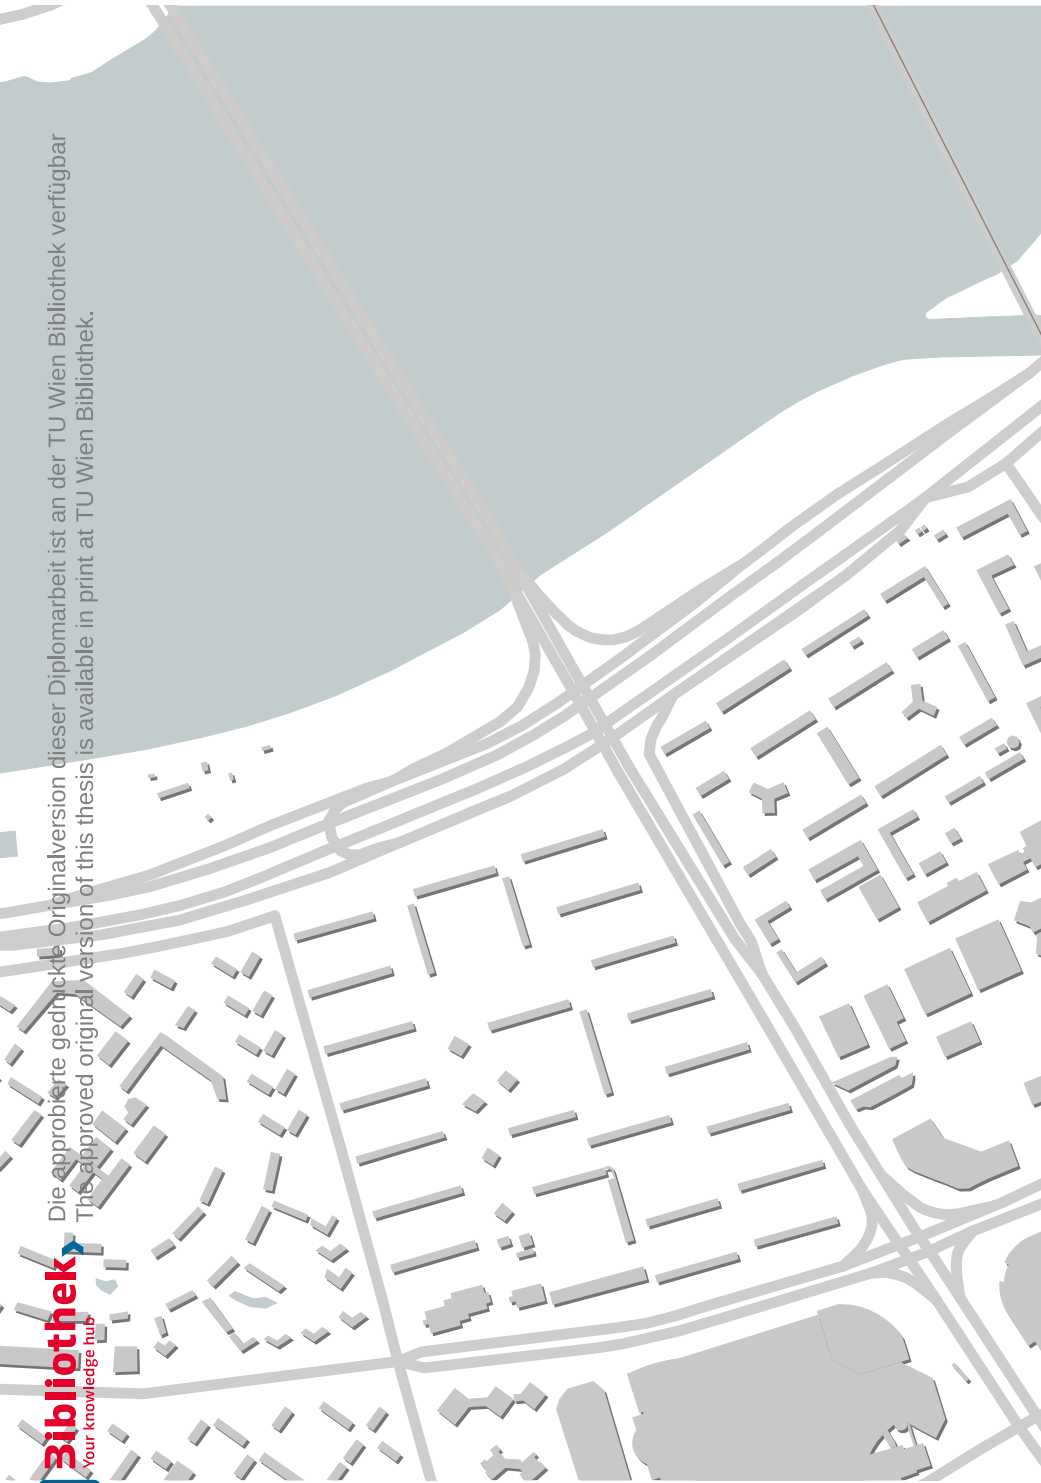 Die approbierte gedruckte Originalversion dieser Diplomarbeit ist an der TU Wien Bibliothek verfügbar
The approved original version of this thesis is available in print at TU Wien Bibliothek.
Bibliothek
Your knowledge hub